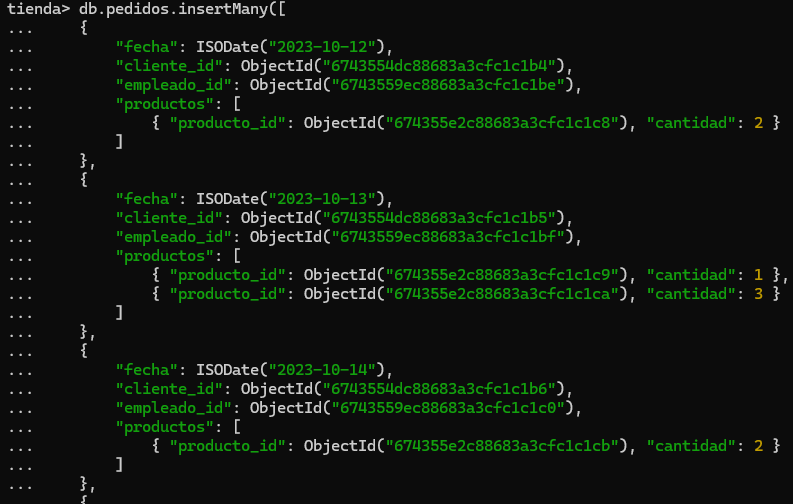 tienda> db.pedidos.insertMany([
...     {
...         "fecha": ISODate("2023-10-12"),
...         "cliente_id": ObjectId("6743554dc88683a3cfc1c1b4"),
...         "empleado_id": ObjectId("6743559ec88683a3cfc1c1be"),
...         "productos": [
...             { "producto_id": ObjectId("674355e2c88683a3cfc1c1c8"), "cantidad": 2 }
...         ]
...     },
...     {
...         "fecha": ISODate("2023-10-13"),
...         "cliente_id": ObjectId("6743554dc88683a3cfc1c1b5"),
...         "empleado_id": ObjectId("6743559ec88683a3cfc1c1bf"),
...         "productos": [
...             { "producto_id": ObjectId("674355e2c88683a3cfc1c1c9"), "cantidad": 1 },
...             { "producto_id": ObjectId("674355e2c88683a3cfc1c1ca"), "cantidad": 3 }
...         ]
...     },
...     {
...         "fecha": ISODate("2023-10-14"),
...         "cliente_id": ObjectId("6743554dc88683a3cfc1c1b6"),
...         "empleado_id": ObjectId("6743559ec88683a3cfc1c1c0"),
...         "productos": [
...             { "producto_id": ObjectId("674355e2c88683a3cfc1c1cb"), "cantidad": 2 }
...         ]
...     },
...     {